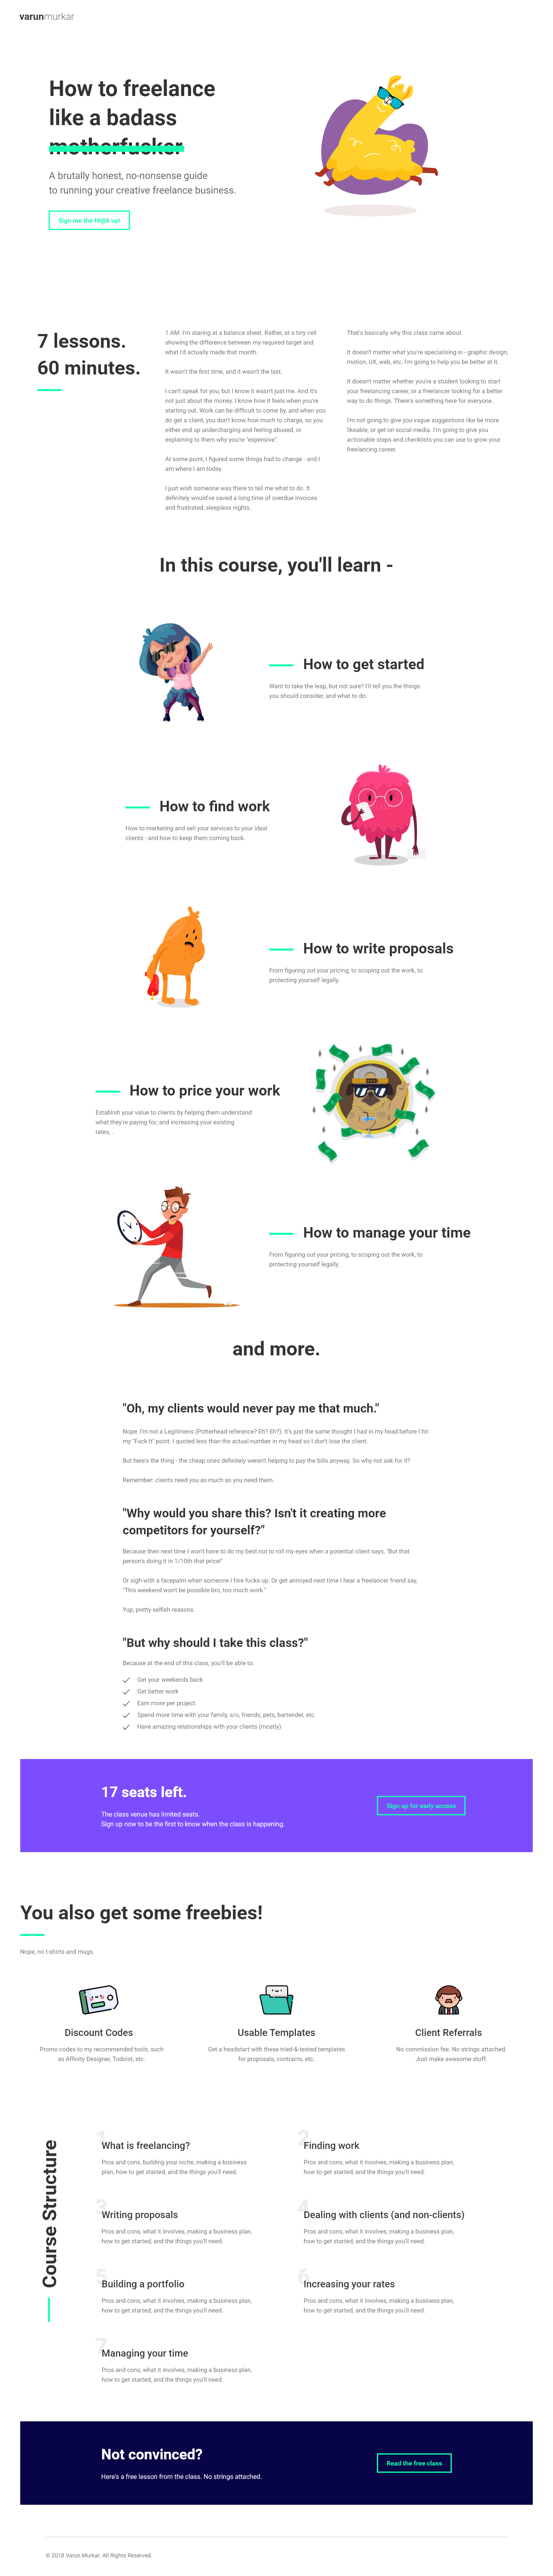 varunmurkar
How to freelance
like a badass
motherfucker
A brutally honest, no-nonsense guide
to running your creative freelance business.
Sign me the f#@k up!
7 lessons.
60 minutes.
1 AM. I'm staring at a balance sheet. Rather, at a tiny cell
showing the difference between my required target and
what I'd actually made that month.
It wasn't the first time, and it wasn't the last.
I can't speak for you, but I know it wasn't just me. And it's
not just about the money. I know how it feels when you're
starting out. Work can be difficult to come by, and when you
do get a client, you don't know how much to charge, so you
either end up undercharging and feeling abused, or
explaining to them why you're "expensive".
At some point, I figured some things had to change - and I
am where I am today.
I just wish someone was there to tell me what to do. It
definitely would've saved a long time of overdue invoices
and frustrated, sleepless nights.
That's basically why this class came about.
It doesn't matter what you're specialising in - graphic design,
motion, UX, web, etc. I'm going to help you be better at it.
It doesn't matter whether you're a student looking to start
your freelancing career, or a freelancer looking for a better
way to do things. There's something here for everyone.
I'm not going to give you vague suggestions like be more
likeable, or get on social media. I'm going to give you
actionable steps and checklists you can use to grow your
freelancing career.
In this course, you'll learn -
How to get started
Want to take the leap, but not sure? I'll tell you the things
you should consider, and what to do.
How to find work
How to marketing and sell your services to your ideal
clients - and how to keep them coming back.
How to write proposals
From figuring out your pricing, to scoping out the work, to
protecting yourself legally.
How to price your work
Establish your value to clients by helping them understand
what they're paying for; and increasing your existing
rates, .
How to manage your time
From figuring out your pricing, to scoping out the work, to
protecting yourself legally.
and more.
"Oh, my clients would never pay me that much."
Nope, I'm not a Legilimens (Potterhead reference? Eh? Eh?). It's just the same thought I had in my head before I hit
my "Fuck It" point. I quoted less than the actual number in my head so I don't lose the client.
But here's the thing - the cheap ones definitely weren't helping to pay the bills anyway. So why not ask for it?
Remember: clients need you as much as you need them.
"Why would you share this? Isn't it creating more
competitors for yourself?"
Because then next time I won't have to do my best not to roll my eyes when a potential client says, "But that
person's doing it in 1/10th that price!"
Or sigh with a facepalm when someone I hire fucks up. Or get annoyed next time I hear a freelancer friend say,
"This weekend won't be possible bro, too much work."
Yup, pretty selfish reasons.
"But why should I take this class?"
Because at the end of this class, you'll be able to:
Get your weekends back
Get better work
Earn more per project
Spend more time with your family, s/o, friends, pets, bartender, etc.
Have amazing relationships with your clients (mostly)
17 seats left.
The class venue has limited seats.
Sign up now to be the first to know when the class is happening.
Sign up for early access
You also get some freebies!
Nope, no t-shirts and mugs.
Discount Codes
Promo codes to my recommended tools, such
as Affinity Designer, Todoist, etc.
Usable Templates
Get a headstart with these tried-&-tested templates
for proposals, contracts, etc.
Client Referrals
No commission fee. No strings attached.
Just make awesome stuff.
Course Structure
1
What is freelancing?
Pros and cons, building your niche, making a business
plan, how to get started, and the things you'll need.
2
Finding work
Pros and cons, what it involves, making a business plan,
how to get started, and the things you'll need.
3
Writing proposals
Pros and cons, what it involves, making a business plan,
how to get started, and the things you'll need.
4
Dealing with clients (and non-clients)
Pros and cons, what it involves, making a business plan,
how to get started, and the things you'll need.
5
Building a portfolio
Pros and cons, what it involves, making a business plan,
how to get started, and the things you'll need.
6
Increasing your rates
Pros and cons, what it involves, making a business plan,
how to get started, and the things you'll need.
7
Managing your time
Pros and cons, what it involves, making a business plan,
how to get started, and the things you'll need.
Not convinced?
Here's a free lesson from the class. No strings attached.
Read the free class
© 2018 Varun Murkar. All Rights Reserved.